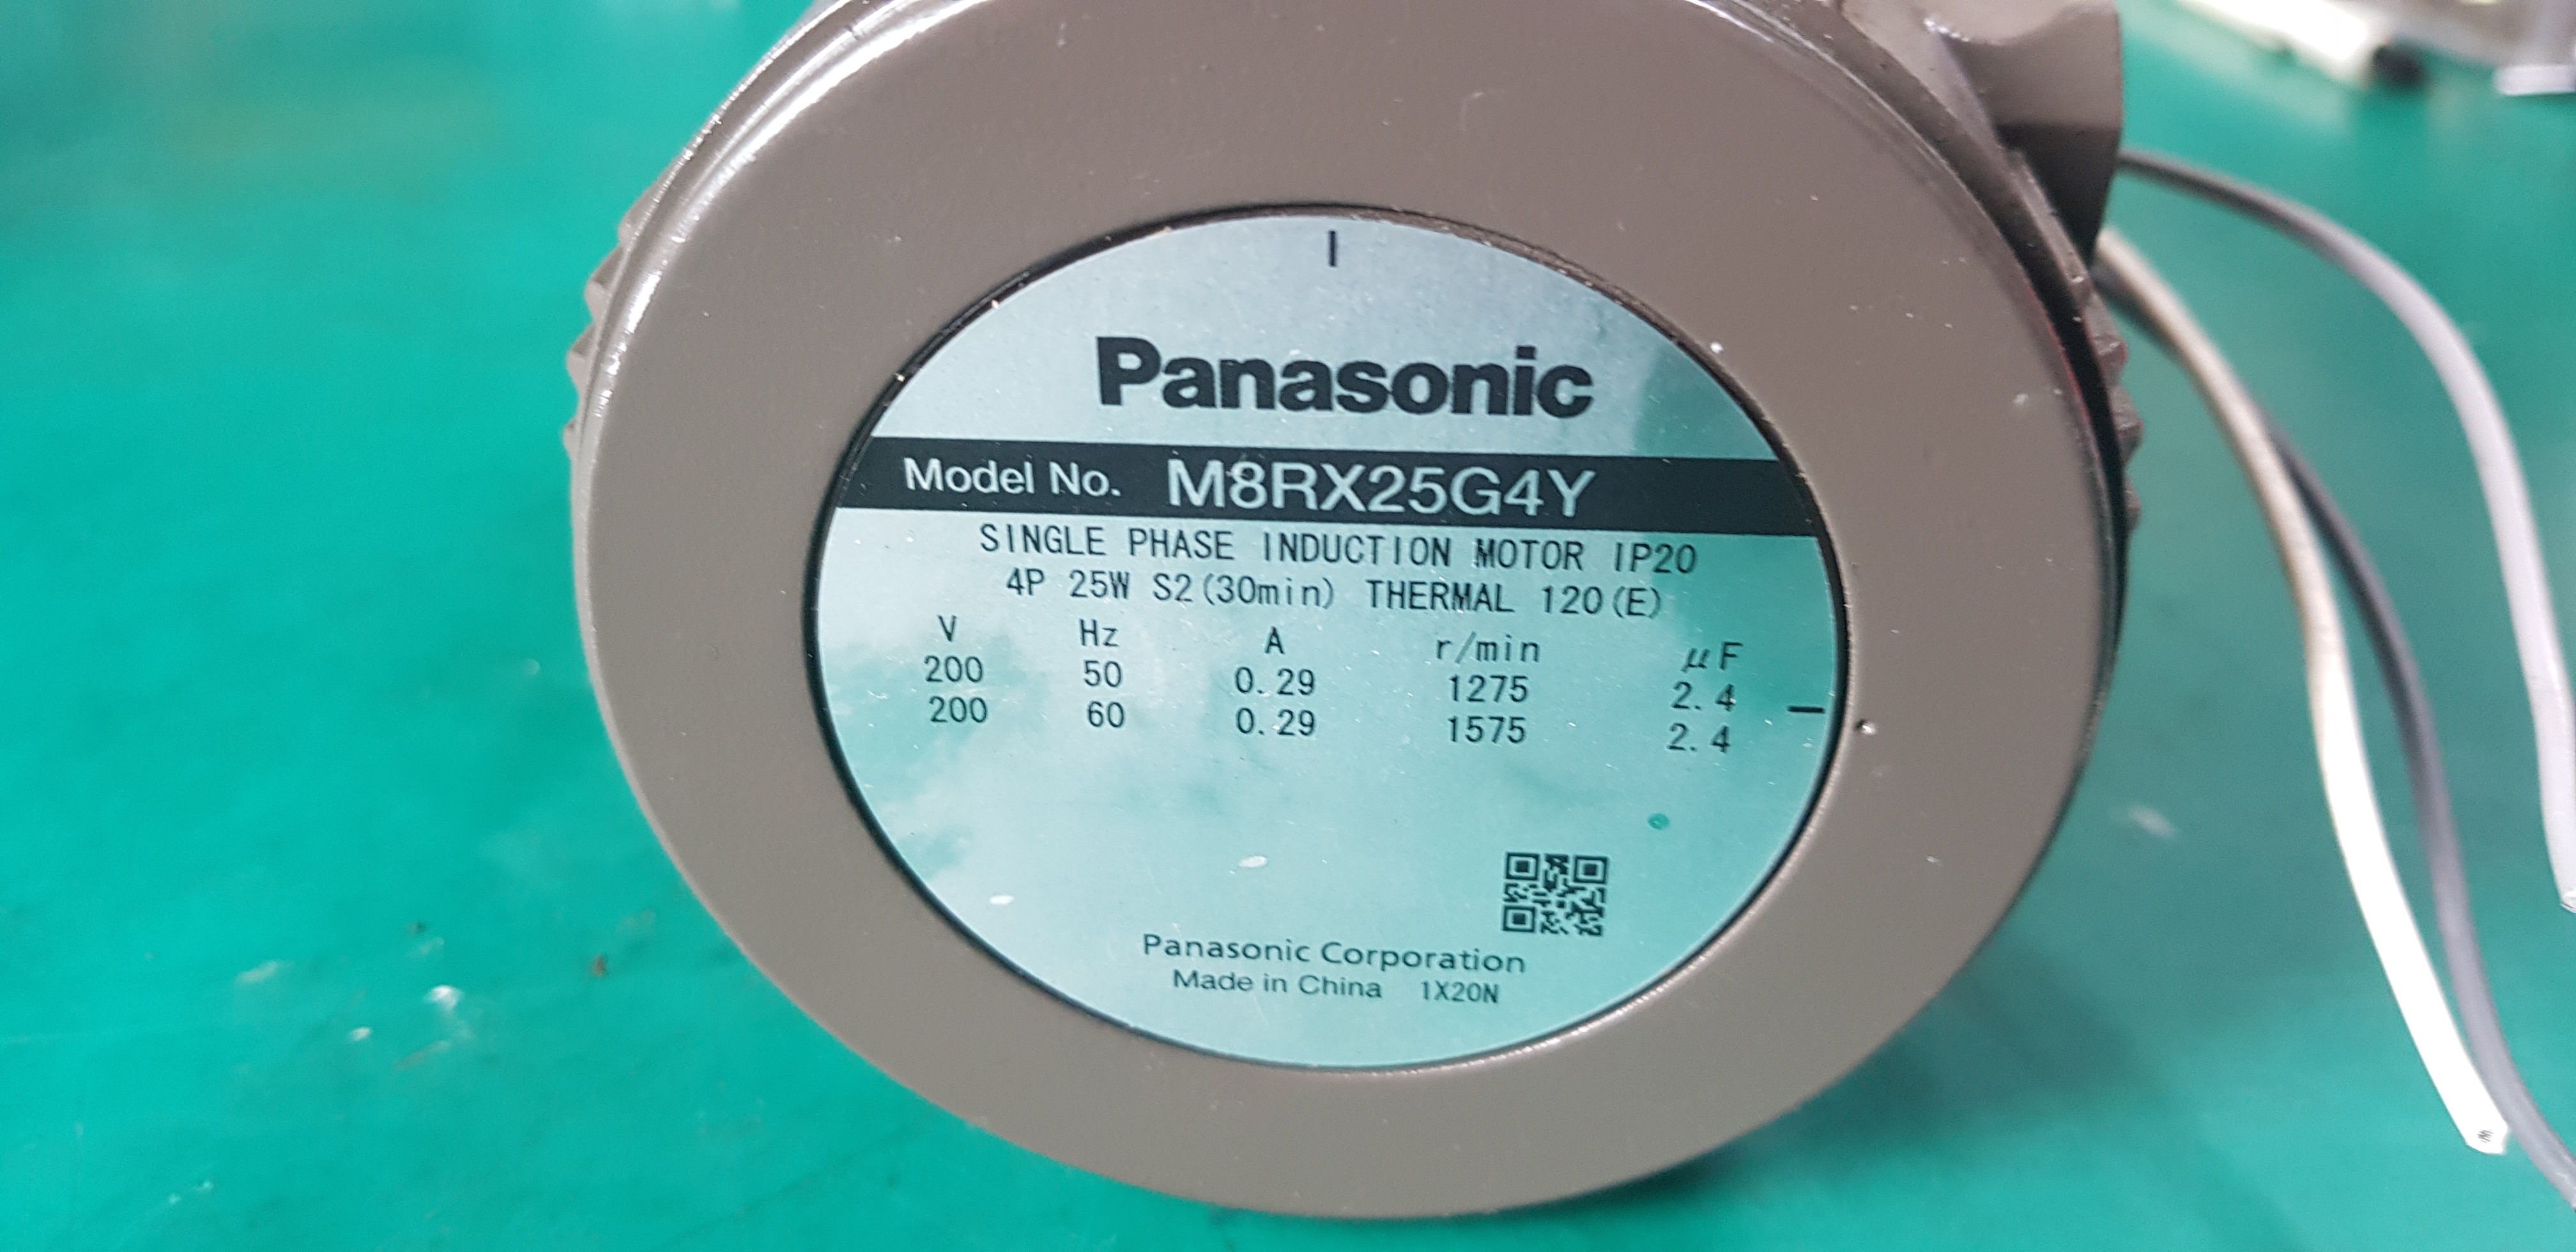 Panasonic
Model No. M8RX25G4Y
SINGLE PHASE INDUCTION MOTOR IP20
4P 25W S2(30min) THERMAL 120(E)
V Hz A r/min μF
200 50 0.29 1275 2.4
200 60 0.29 1575 2.4
Panasonic Corporation
Made in China 1X20N